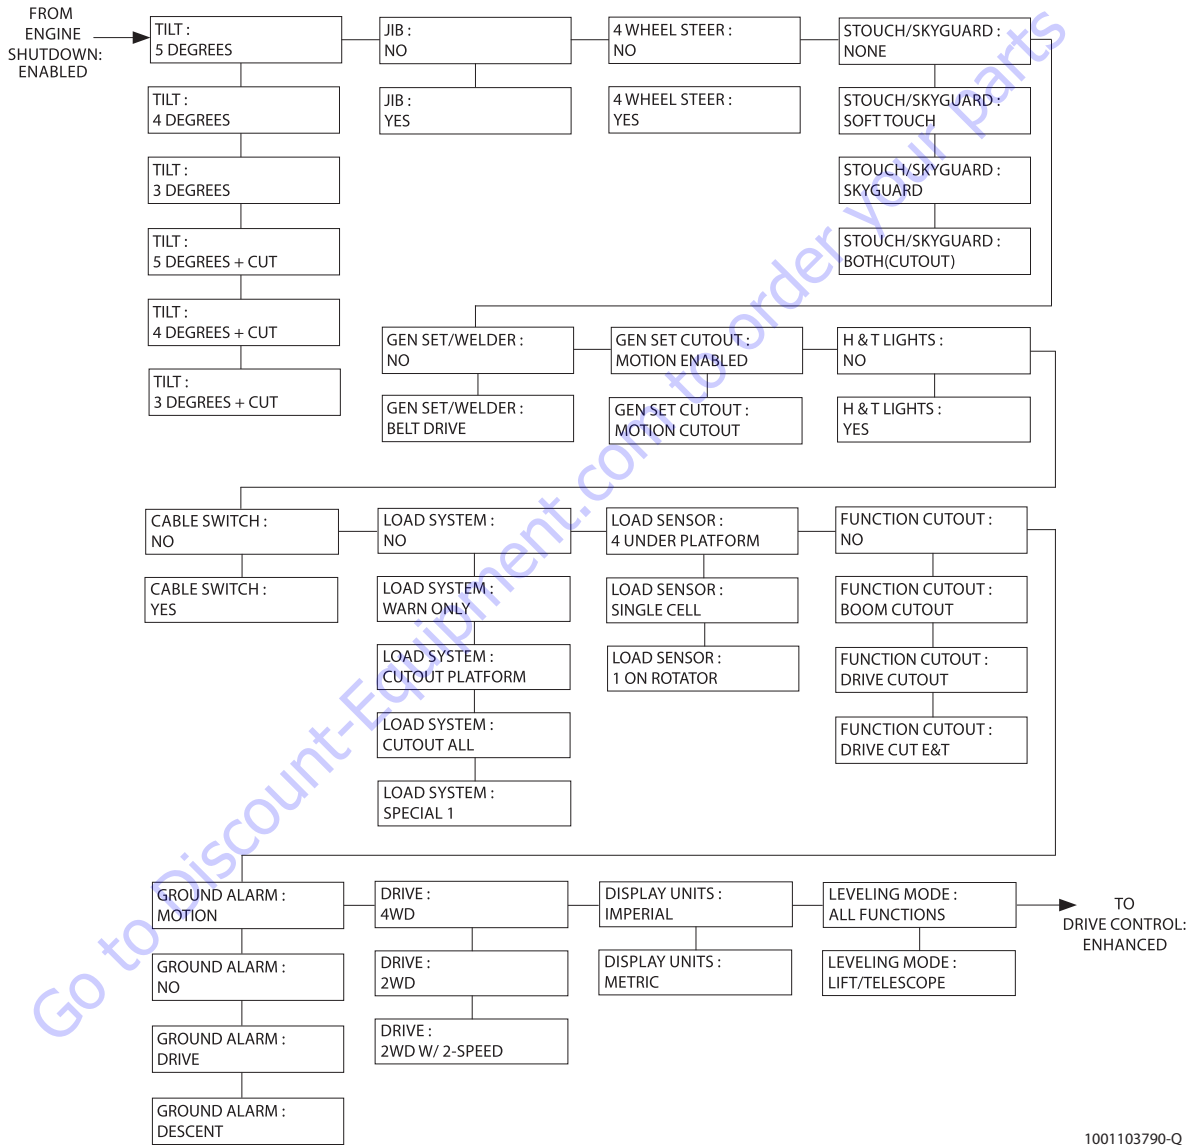 FROM
ENGINE
SHUTDOWN:
ENABLED
TILT :
5 DEGREES
JIB :
NO
4 WHEEL STEER :
NO
STOUCH/SKYGUARD :
NONE
TILT :
4 DEGREES
JIB :
YES
4 WHEEL STEER :
YES
STOUCH/SKYGUARD :
SOFT TOUCH
TILT :
3 DEGREES
STOUCH/SKYGUARD :
SKYGUARD
TILT :
5 DEGREES + CUT
STOUCH/SKYGUARD :
BOTH(CUTOUT)
TILT :
4 DEGREES + CUT
TILT :
3 DEGREES + CUT
GEN SET/WELDER :
NO
GEN SET CUTOUT :
MOTION ENABLED
H & T LIGHTS :
NO
GEN SET/WELDER :
BELT DRIVE
GEN SET CUTOUT :
MOTION CUTOUT
H & T LIGHTS :
YES
CABLE SWITCH :
NO
LOAD SYSTEM :
NO
LOAD SENSOR :
4 UNDER PLATFORM
FUNCTION CUTOUT :
NO
CABLE SWITCH :
YES
LOAD SYSTEM :
WARN ONLY
LOAD SENSOR :
SINGLE CELL
FUNCTION CUTOUT :
BOOM CUTOUT
LOAD SYSTEM :
CUTOUT PLATFORM
LOAD SENSOR :
1 ON ROTATOR
FUNCTION CUTOUT :
DRIVE CUTOUT
LOAD SYSTEM :
CUTOUT ALL
FUNCTION CUTOUT :
DRIVE CUT E&T
LOAD SYSTEM :
SPECIAL 1
GROUND ALARM :
MOTION
DRIVE :
4WD
DISPLAY UNITS :
IMPERIAL
LEVELING MODE :
ALL FUNCTIONS
TO
DRIVE CONTROL:
ENHANCED
GROUND ALARM :
NO
DRIVE :
2WD
DISPLAY UNITS :
METRIC
LEVELING MODE :
LIFT/TELESCOPE
GROUND ALARM :
DRIVE
DRIVE :
2WD W/ 2-SPEED
GROUND ALARM :
DESCENT
1001103790-Q
Go to Discount-Equipment.com to order your parts